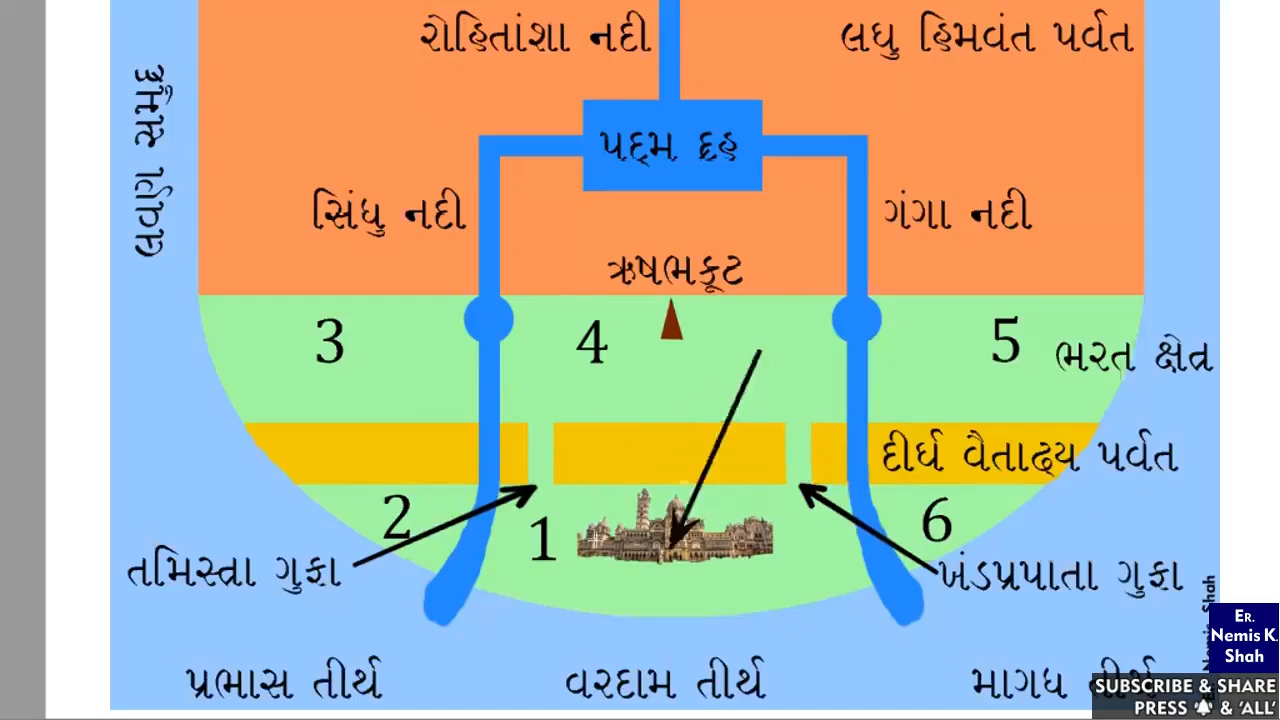 રોહિતાંશા નદી
લઘુ હિમવંત પર્વત
લવણ સમુદ્ર
પદ્મ દ્રહ
સિંધુ નદી
ગંગા નદી
ઋષભકૂટ
3
4
5
ભરત ક્ષેત્ર
દીર્ઘ વૈતાઢ્ય પર્વત
2
1
6
તમિસ્ત્રા ગુફા
ખંડપ્રપાતા ગુફા
પ્રભાસ તીર્થ
વરદામ તીર્થ
માગધ તીર્થ
ER.
Nemis K.
Shah
SUBSCRIBE & SHARE
PRESS & 'ALL'